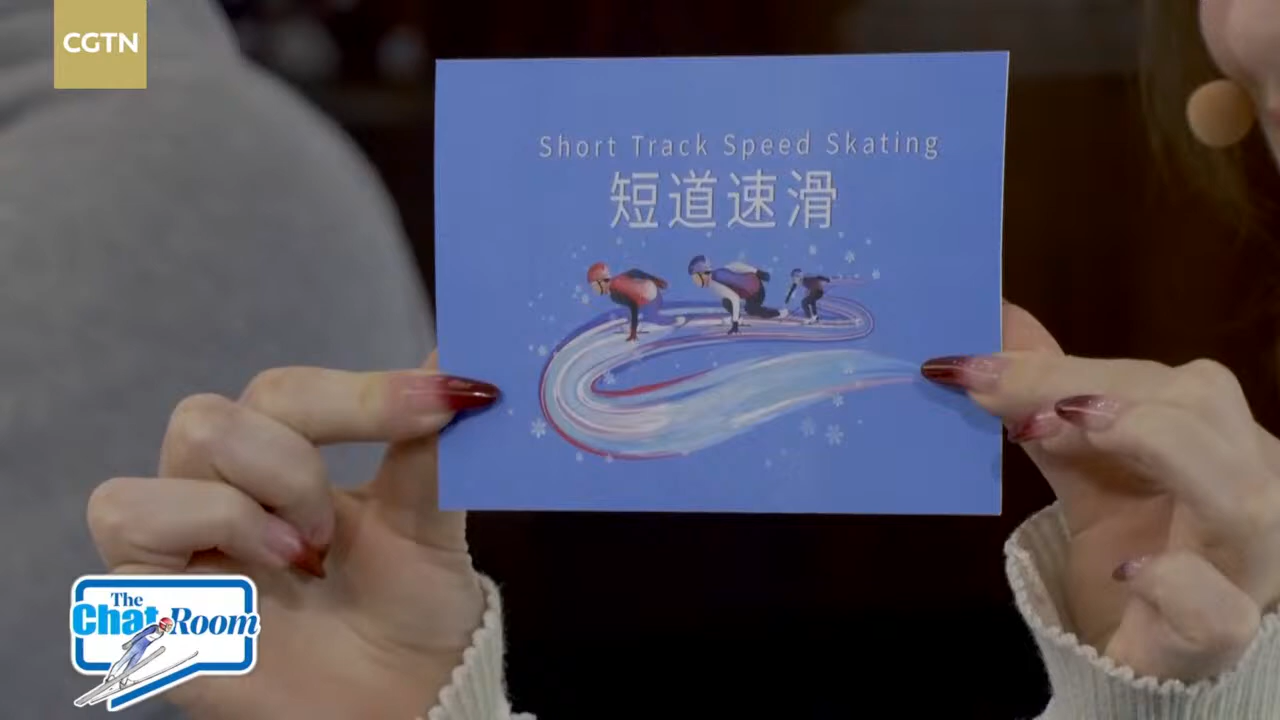 CGTN
Short Track Speed Skating
短道速滑
The
Chat Room